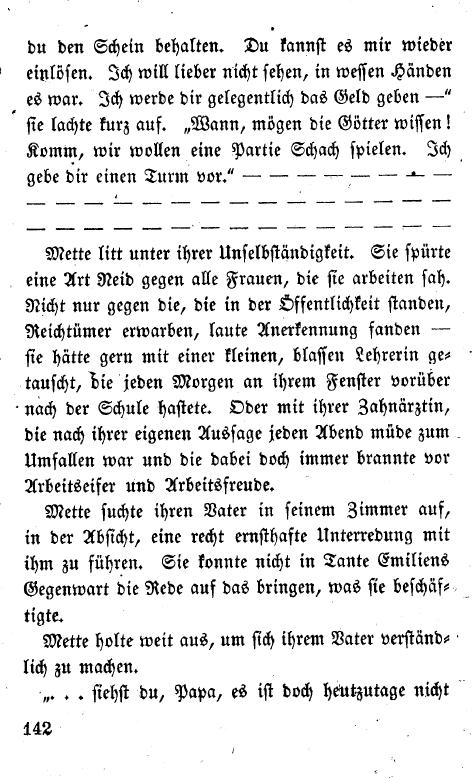 du den Schein behalten. Du kannst es mir wieder
einlösen. Ich will lieber nicht sehen, in wessen Händen
es war. Ich werde dir gelegentlich das Geld geben —“
sie lachte kurz auf. „Wann, mögen die Götter wissen!
Komm, wir wollen eine Partie Schach spielen. Ich
gebe dir einen Turm vor.“ — — — — — — — —
— — — — — — — — — — — — — — —
— — — — — — — — — — — — — — —
Mette litt unter ihrer Unselbständigkeit. Sie spürte
eine Art Neid gegen alle Frauen, die sie arbeiten sah.
Nicht nur gegen die, die in der Öffentlichkeit standen,
Reichtümer erwarben, laute Anerkennung fanden —
sie hätte gern mit einer kleinen, blassen Lehrerin ge-
tauscht, die jeden Morgen an ihrem Fenster vorüber
nach der Schule hastete. Oder mit ihrer Zahnärztin,
die nach ihrer eigenen Aussage jeden Abend müde zum
Umfallen war und die dabei doch immer brannte vor
Arbeitseifer und Arbeitsfreude.
Mette suchte ihren Vater in seinem Zimmer auf,
in der Absicht, eine recht ernsthafte Unterredung mit
ihm zu führen. Sie konnte nicht in Tante Emiliens
Gegenwart die Rede auf das bringen, was sie beschäf-
tigte.
Mette holte weit aus, um sich ihrem Vater verständ-
lich zu machen.
„. . . siehst du, Papa, es ist doch heutzutage nicht
142